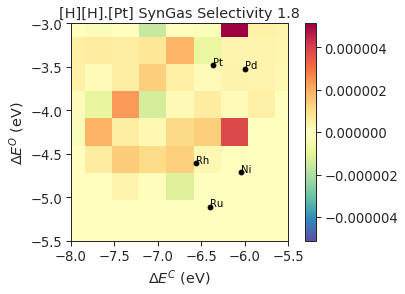 [H][H].[Pt] SynGas Selectivity 1.8
−3.0
−3.5
−4.0
−4.5
−5.0
−5.5
ΔE^O (eV)
Pt
Pd
Rh
Ni
Ru
−8.0 −7.5 −7.0 −6.5 −6.0 −5.5
ΔE^C (eV)
0.000004
0.000002
0.000000
−0.000002
−0.000004